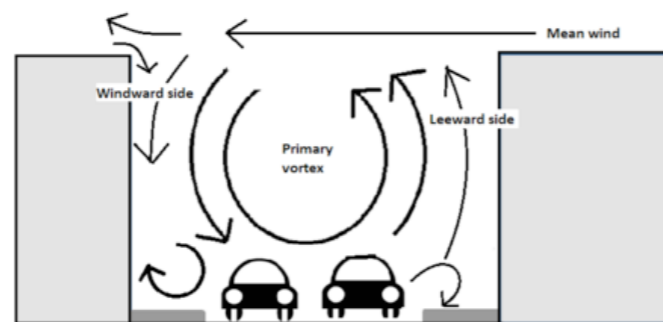 Mean wind
Windward side
Leeward side
Primary
vortex